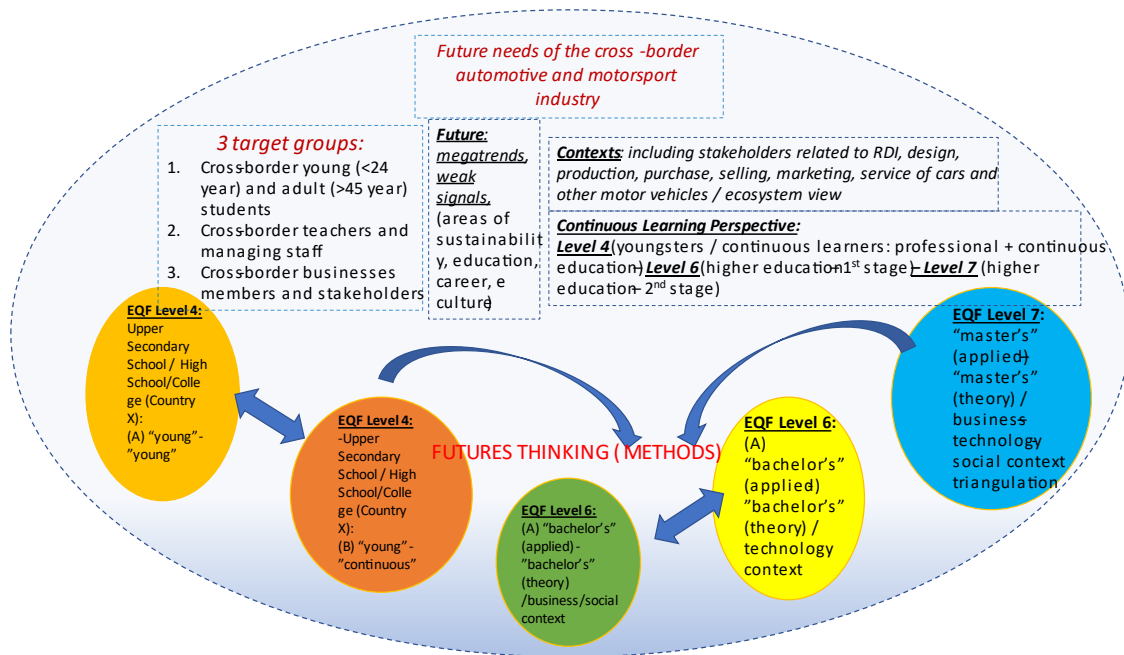 Future needs of the cross -border
automotive and motorsport
industry
3 target groups:
1. Cross-border young (<24
year) and adult (>45 year)
students
2. Cross-border teachers and
managing staff
3. Cross-border businesses
members and stakeholders
Future:
megatrends,
weak
signals,
(areas of
sustainabilit
y, education,
career, e
culture)
Contexts: including stakeholders related to RDI, design,
production, purchase, selling, marketing, service of cars and
other motor vehicles / ecosystem view
Continuous Learning Perspective:
Level 4 (youngsters / continuous learners: professional + continuous
education) – Level 6 (higher education – 1st stage) – Level 7 (higher
education – 2nd stage)
EQF Level 4:
Upper
Secondary
School / High
School/Colle
ge (Country
X):
(A) “young”-
”young”
EQF Level 4:
-Upper
Secondary
School / High
School/Colle
ge (Country
X):
(B) “young”-
”continuous”
FUTURES THINKING ( METHODS)
EQF Level 6:
(A) “bachelor’s”
(applied) -
”bachelor’s”
(theory)
/business/social
context
EQF Level 6:
(A)
“bachelor’s”
(applied)-
”bachelor’s”
(theory) /
technology
context
EQF Level 7:
“master’s”
(applied)-
“master’s”
(theory) /
business-
technology
social context
triangulation